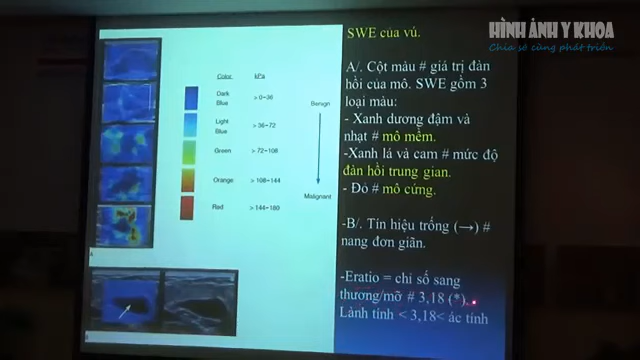 HÌNH ẢNH Y KHOA
Chia sẻ cùng phát triển
SWE của vú.
A/. Cột màu # giá trị đàn
hồi của mô. SWE gồm 3
loại màu:
- Xanh dương đậm và
nhạt # mô mềm.
-Xanh lá và cam # mức độ
đàn hồi trung gian.
- Đỏ # mô cứng.
-B/. Tín hiệu trống (→) #
nang đơn giãn.
-Eratio = chỉ số sang
thương/mỡ # 3,18 (*).
Lành tính < 3,18< ác tính
Color kPa
Dark
Blue
> 0–36
Light
Blue
> 36–72
Green > 72–108
Orange > 108–144
Red > 144–180
Benign
Malignant
A
B